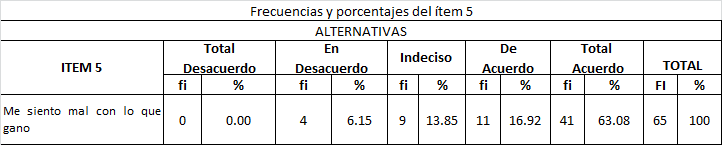 Frecuencias y porcentajes del ítem 5
ALTERNATIVAS
ITEM 5
Total Desacuerdo
En Desacuerdo
Indeciso
De Acuerdo
Total Acuerdo
TOTAL
fi % fi % fi % fi % fi % FI %
Me siento mal con lo que
gano
0 0.00 4 6.15 9 13.85 11 16.92 41 63.08 65 100